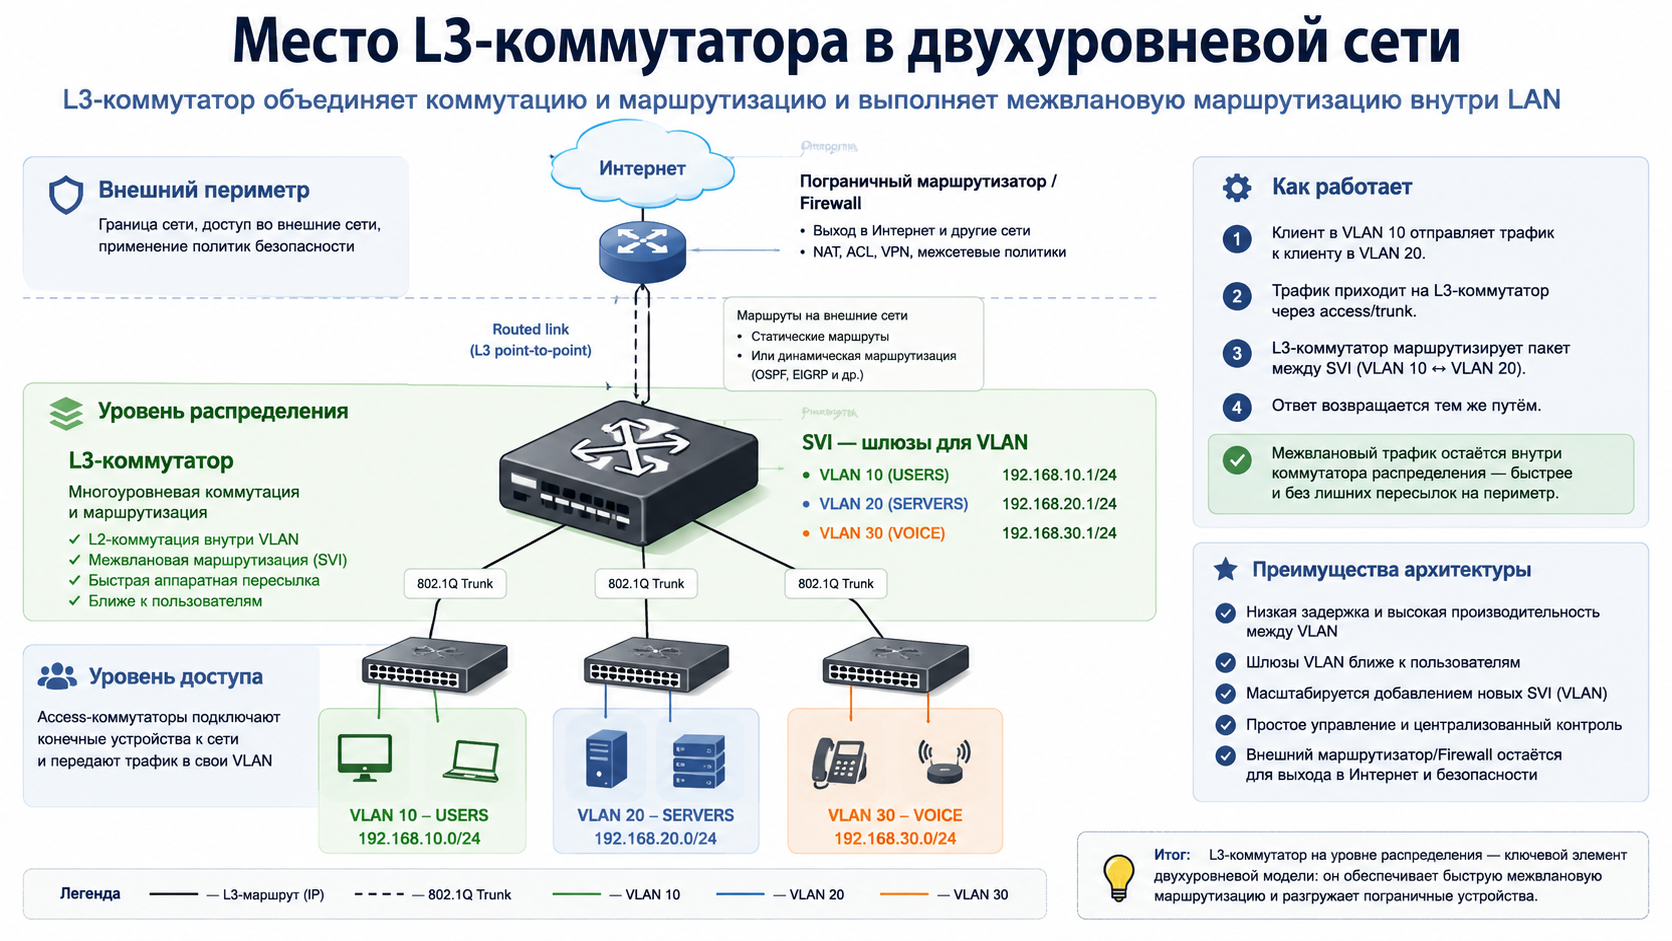 Место L3-коммутатора в двухуровневой сети
L3-коммутатор объединяет коммутацию и маршрутизацию и выполняет межвлановую маршрутизацию внутри LAN
Внешний периметр
Граница сети, доступ во внешние сети,
применение политик безопасности
Интернет
Пограничный маршрутизатор /
Firewall
• Выход в Интернет и другие сети
• NAT, ACL, VPN, межсетевые политики
Routed link
(L3 point-to-point)
Маршруты на внешние сети
• Статические маршруты
• Или динамическая маршрутизация
(OSPF, EIGRP и др.)
Уровень распределения
L3-коммутатор
Многоуровневая коммутация
и маршрутизация
L2-коммутация внутри VLAN
Межвлановая маршрутизация (SVI)
Быстрая аппаратная пересылка
Ближе к пользователям
SVI — шлюзы для VLAN
• VLAN 10 (USERS) 192.168.10.1/24
• VLAN 20 (SERVERS) 192.168.20.1/24
• VLAN 30 (VOICE) 192.168.30.1/24
802.1Q Trunk
802.1Q Trunk
802.1Q Trunk
Уровень доступа
Access-коммутаторы подключают
конечные устройства к сети
и передают трафик в свои VLAN
VLAN 10 – USERS
192.168.10.0/24
VLAN 20 – SERVERS
192.168.20.0/24
VLAN 30 – VOICE
192.168.30.0/24
Легенда
— L3-маршрут (IP)
— 802.1Q Trunk
— VLAN 10
— VLAN 20
— VLAN 30
Как работает
1 Клиент в VLAN 10 отправляет трафик
к клиенту в VLAN 20.
2 Трафик приходит на L3-коммутатор
через access/trunk.
3 L3-коммутатор маршрутизирует пакет
между SVI (VLAN 10 ↔ VLAN 20).
4 Ответ возвращается тем же путём.
Межвлановый трафик остаётся внутри
коммутатора распределения — быстрее
и без лишних пересылок на периметр.
Преимущества архитектуры
Низкая задержка и высокая производительность
между VLAN
Шлюзы VLAN ближе к пользователям
Масштабируется добавлением новых SVI (VLAN)
Простое управление и централизованный контроль
Внешний маршрутизатор/Firewall остаётся
для выхода в Интернет и безопасности
Итог: L3-коммутатор на уровне распределения — ключевой элемент
двухуровневой модели: он обеспечивает быструю межвлановую
маршрутизацию и разгружает пограничные устройства.